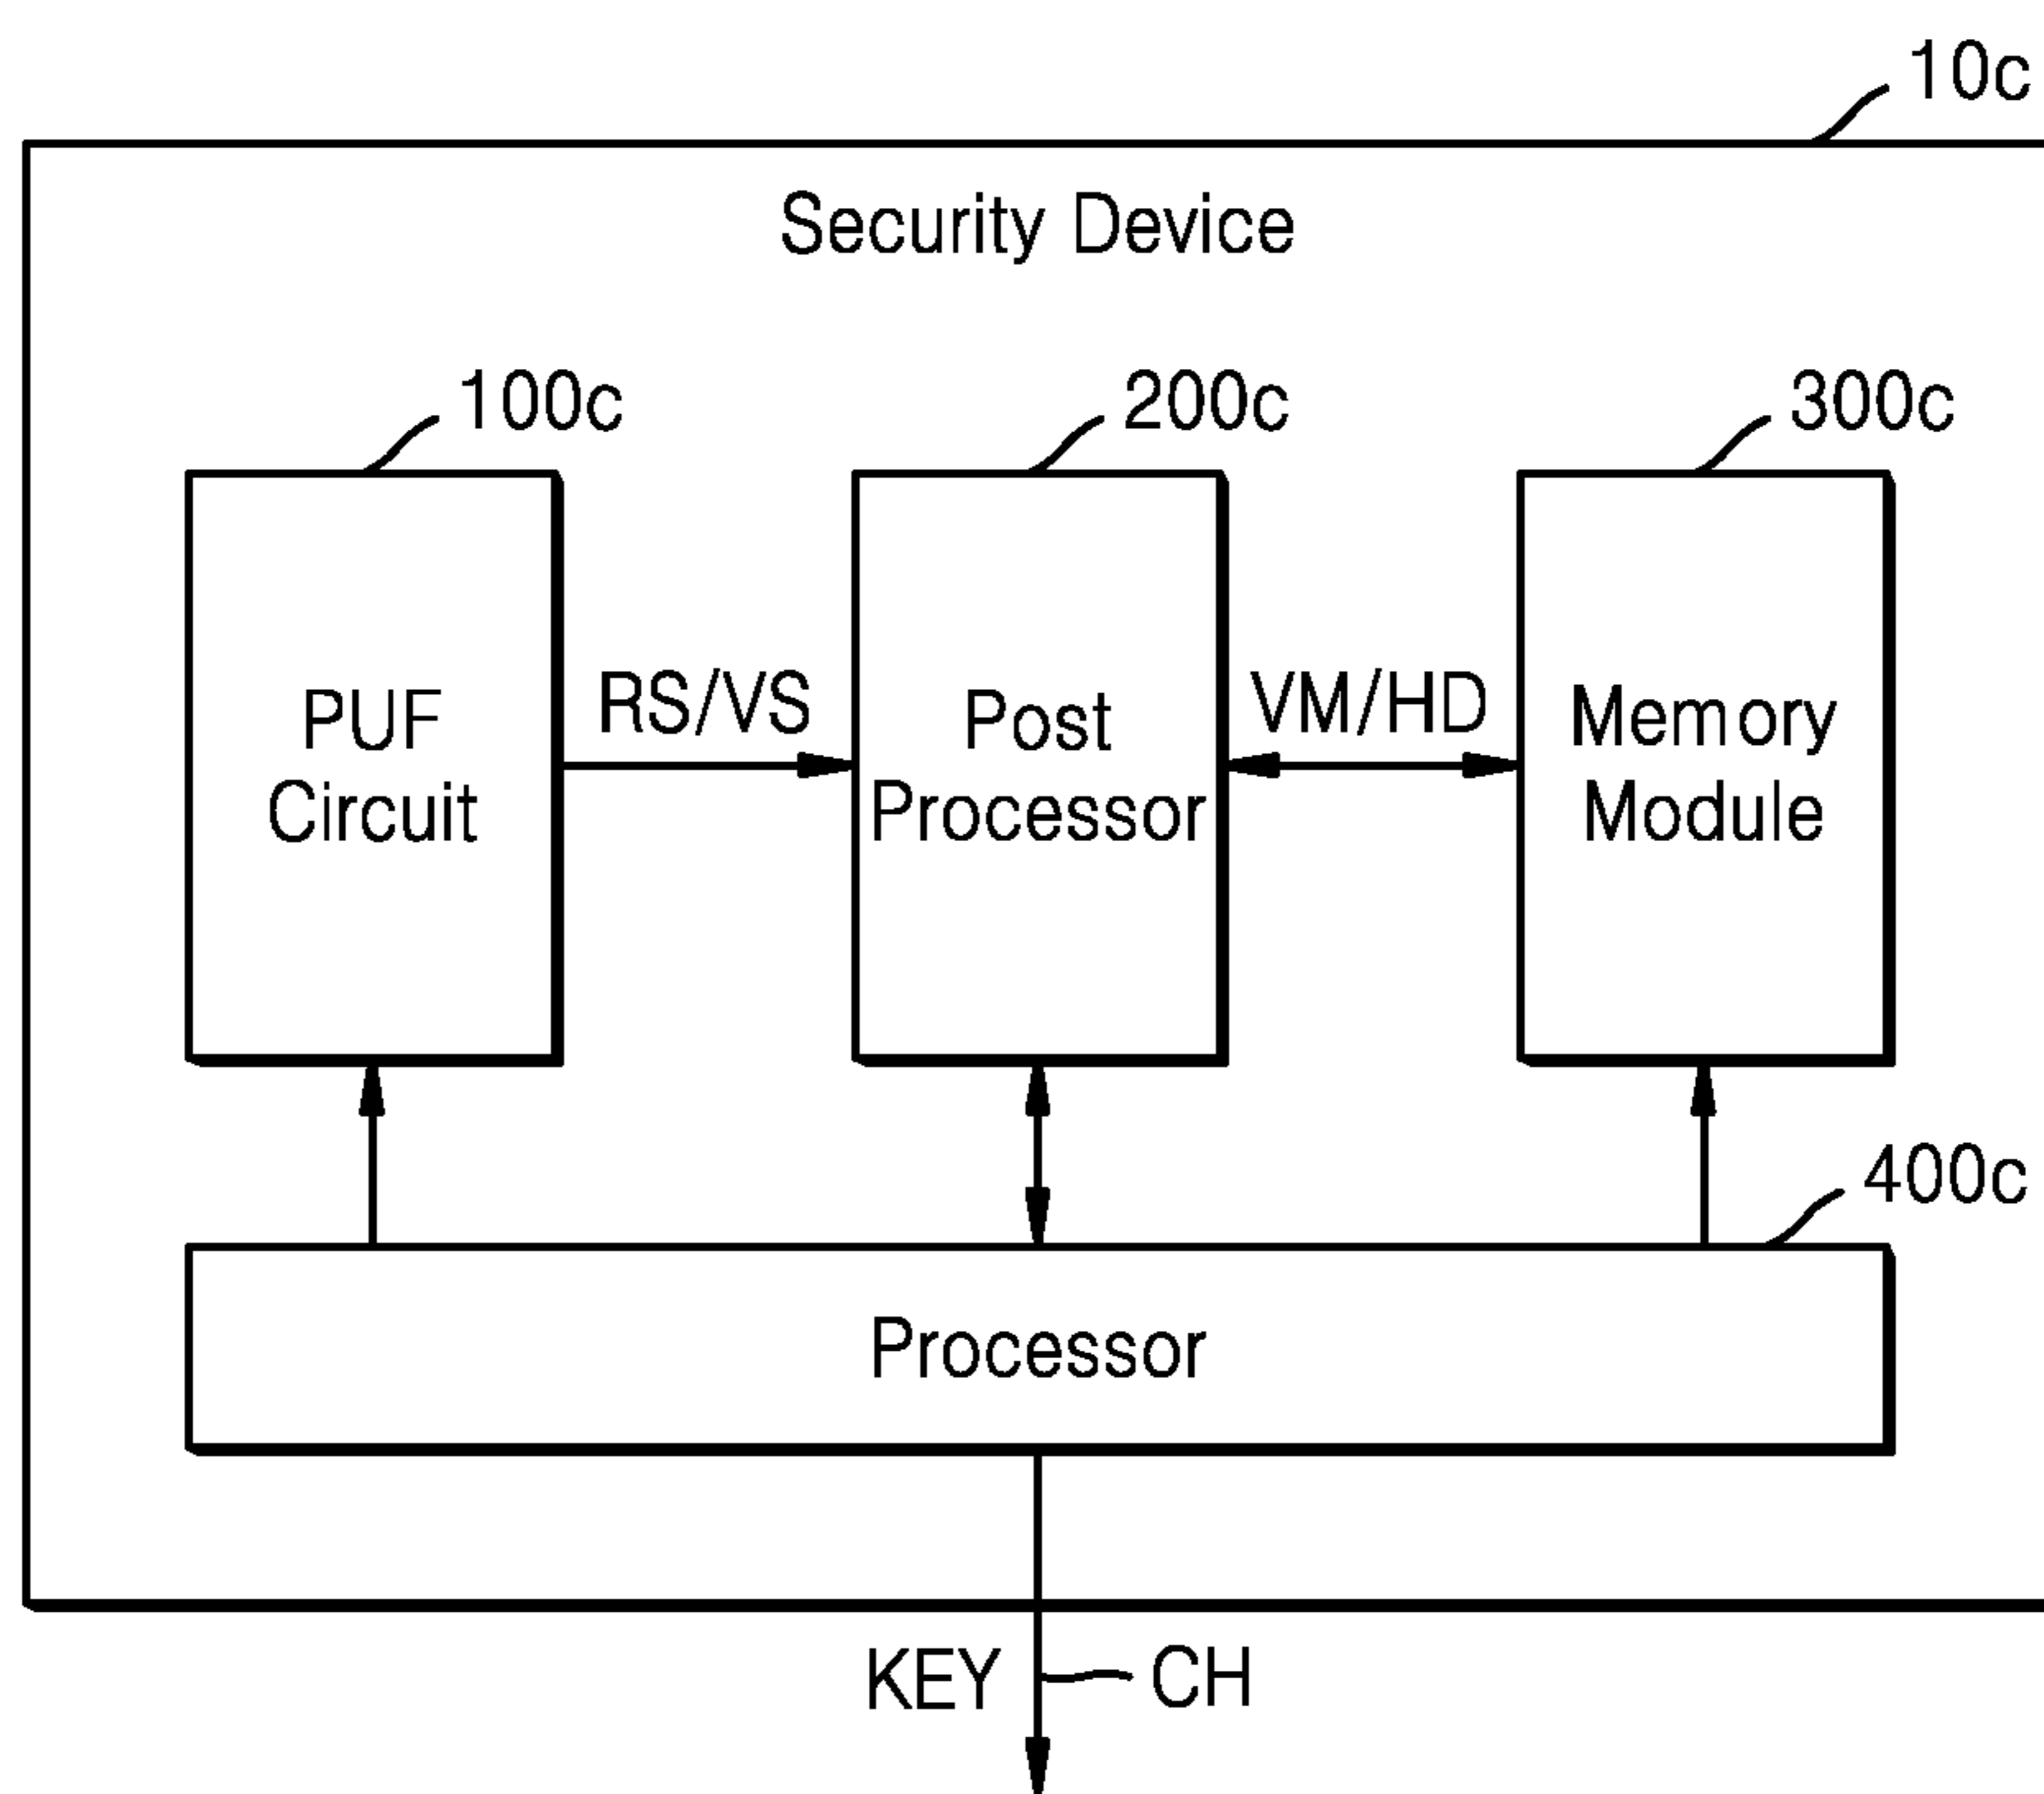 10c
Security Device
100c
200c
300c
PUF
Circuit
RS/VS
Post
Processor
VM/HD
Memory
Module
400c
Processor
KEY
CH